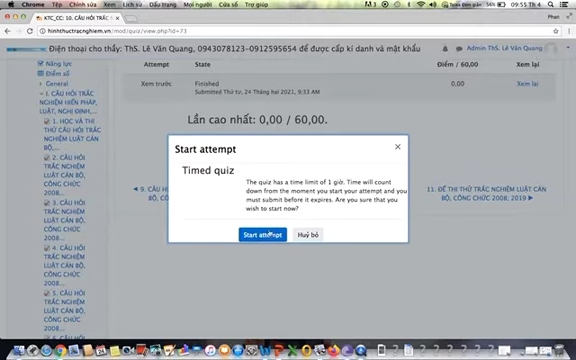 Chrome Tệp Chỉnh Sửa Xem Lịch sử Dấu trang Mọi người Cửa sổ Trợ giúp
09:55 Th 4
KTC_CC: 10. CÂU HỎI TRẮC
Phan
hinhthuctracnghiem.vn/mod/quiz/view.php?id=73
Điện thoại cho thầy: ThS. Lê Văn Quang, 0943078123-0912595654 để được cấp kí danh và mật khẩu
Admin ThS. Lê Văn
Năng lực
Điểm số
General
I. CÂU HỎI TRẮC NGHIỆM HIẾN PHÁP, LUẬT, NGHỊ ĐỊNH,...
1. HỌC VÀ THI THỬ CÂU HỎI TRẮC NGHIỆM LUẬT CÁN BỘ,...
2. CÂU HỎI TRẮC NGHIỆM LUẬT CÁN BỘ, CÔNG CHỨC 2008...
3. CÂU HỎI TRẮC NGHIỆM LUẬT CÁN BỘ, CÔNG CHỨC 2008...
4. CÂU HỎI TRẮC NGHIỆM LUẬT CÁN BỘ, CÔNG CHỨC 2008...
5. CÂU HỎI TRẮC NGHIỆM LUẬT CÁN BỘ, CÔNG CHỨC 2008...
Attempt State Điểm / 60,00 Xem lại
Xem trước Finished 0,00 Xem lại
Submitted Thứ tư, 24 Tháng hai 2021, 9:33 AM
Lần cao nhất: 0,00 / 60,00.
Start attempt
Timed quiz
The quiz has a time limit of 1 giờ. Time will count
down from the moment you start your attempt and you
must submit before it expires. Are you sure that you
wish to start now?
Start attempt Huỷ bỏ
11. ĐỀ THI THỬ TRẮC NGHIỆM LUẬT CÁN
BỘ, CÔNG CHỨC 2008; 2019